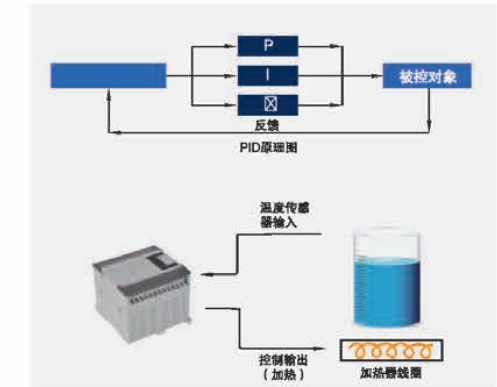 P
I
被控对象
反馈
PID原理图
温度传感
器输入
控制输出
（加热）
加热器线圈